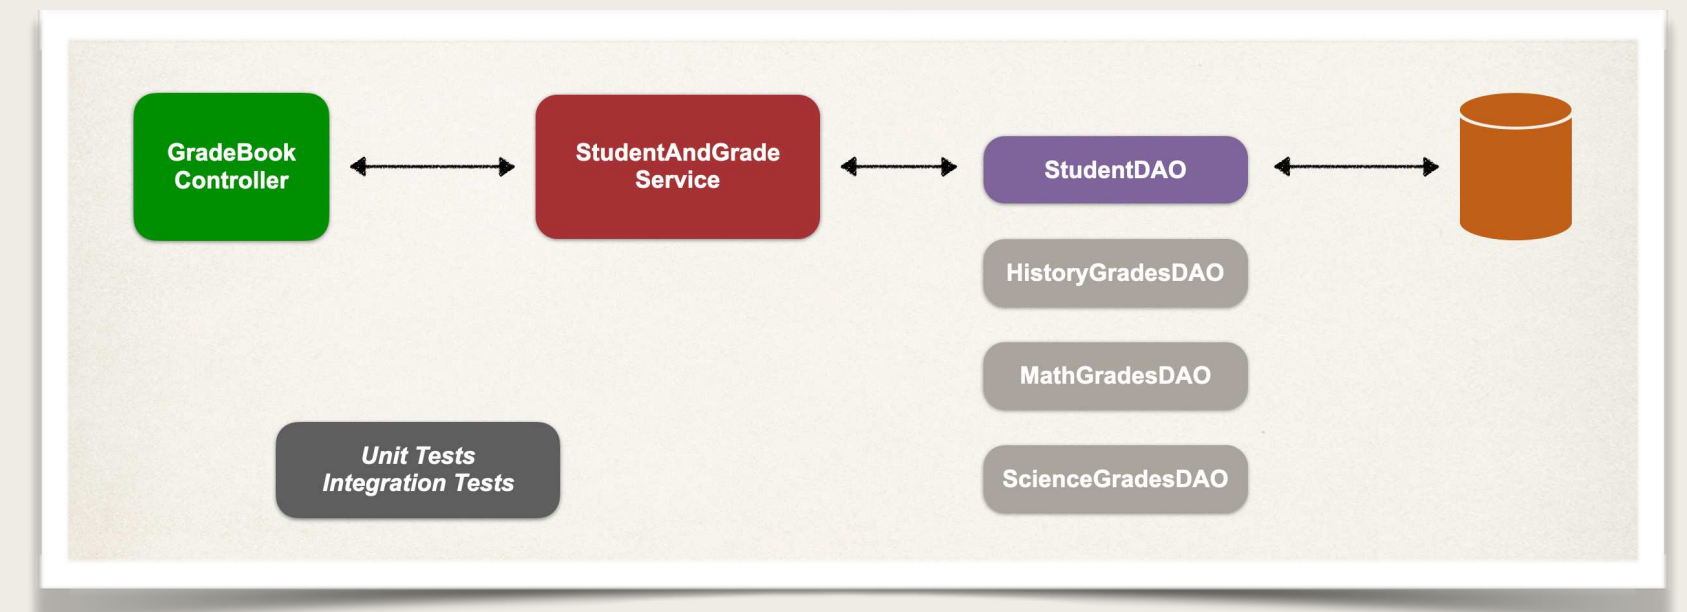 GradeBook
Controller
StudentAndGrade
Service
StudentDAO
HistoryGradesDAO
MathGradesDAO
ScienceGradesDAO
Unit Tests
Integration Tests